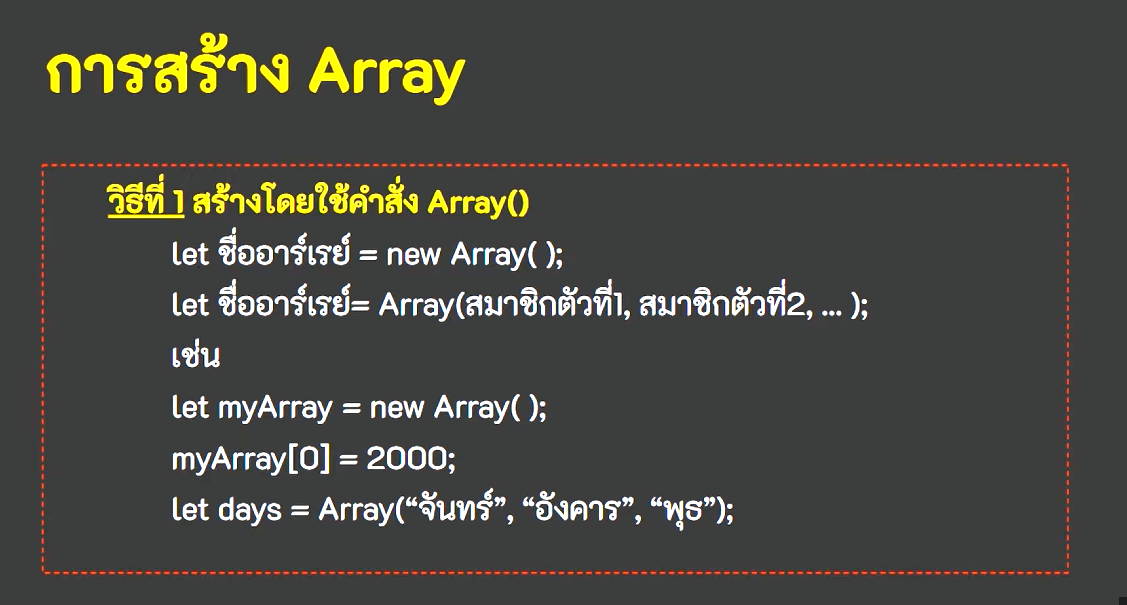 การสร้าง Array
วิธีที่ 1 สร้างโดยใช้คำสั่ง Array()
let ชื่ออาร์เรย์ = new Array( );
let ชื่ออาร์เรย์= Array(สมาชิกตัวที่1, สมาชิกตัวที่2, ... );
เช่น
let myArray = new Array( );
myArray[0] = 2000;
let days = Array(“จันทร์”, “อังคาร”, “พุธ”);